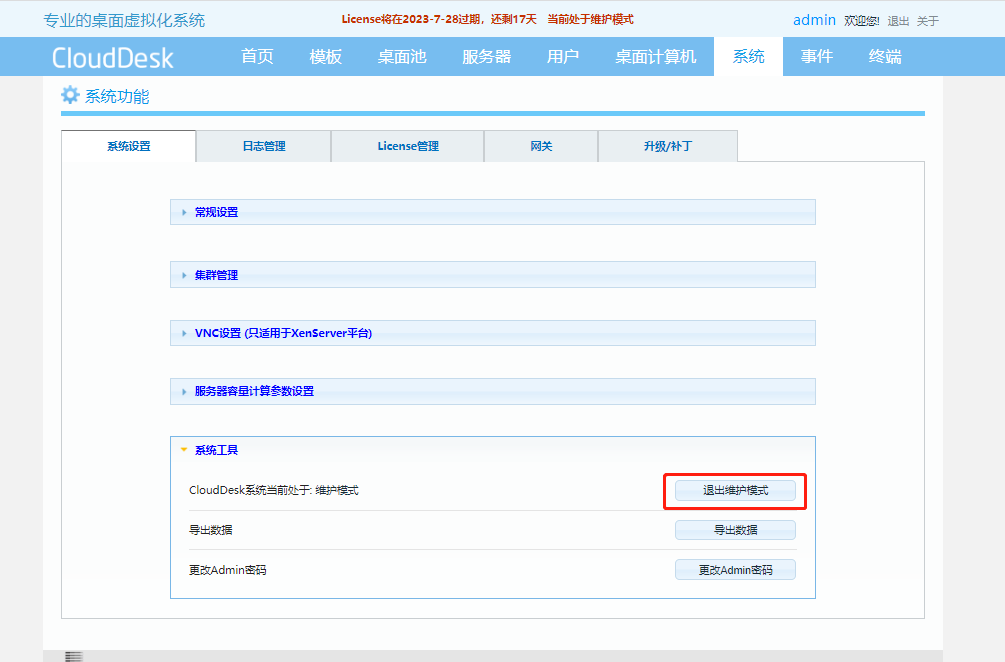 专业的桌面虚拟化系统 License将在2023-7-28过期，还剩17天 当前处于维护模式 admin 欢迎您! 退出 关于
CloudDesk 首页 模板 桌面池 服务器 用户 桌面计算机 系统 事件 终端
系统功能
系统设置 日志管理 License管理 网关 升级/补丁
常规设置
集群管理
VNC设置 (只适用于XenServer平台)
服务器容量计算参数设置
系统工具
CloudDesk系统当前处于: 维护模式 退出维护模式
导出数据 导出数据
更改Admin密码 更改Admin密码